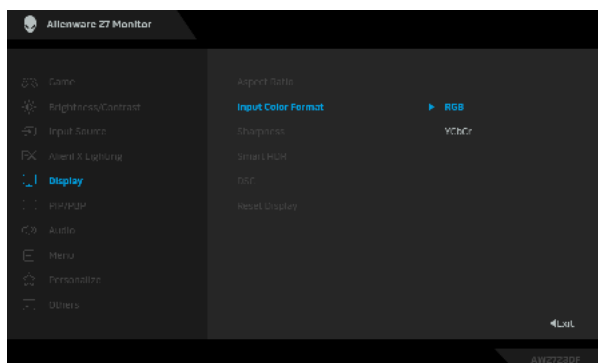 Alienware 27 Monitor
Game
Brightness/Contrast
Input Source
AlienFX Lighting
Display
PIP/PBP
Audio
Menu
Personalize
Others
Aspect Ratio
Input Color Format
Sharpness
Smart HDR
DSC
Reset Display
RGB
YCbCr
Exit